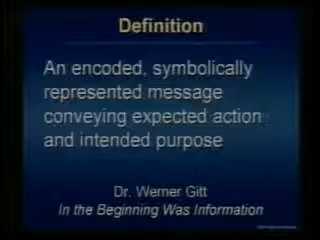 Definition
An encoded, symbolically
represented message
conveying expected action
and intended purpose
Dr. Werner Gitt
In the Beginning Was Information